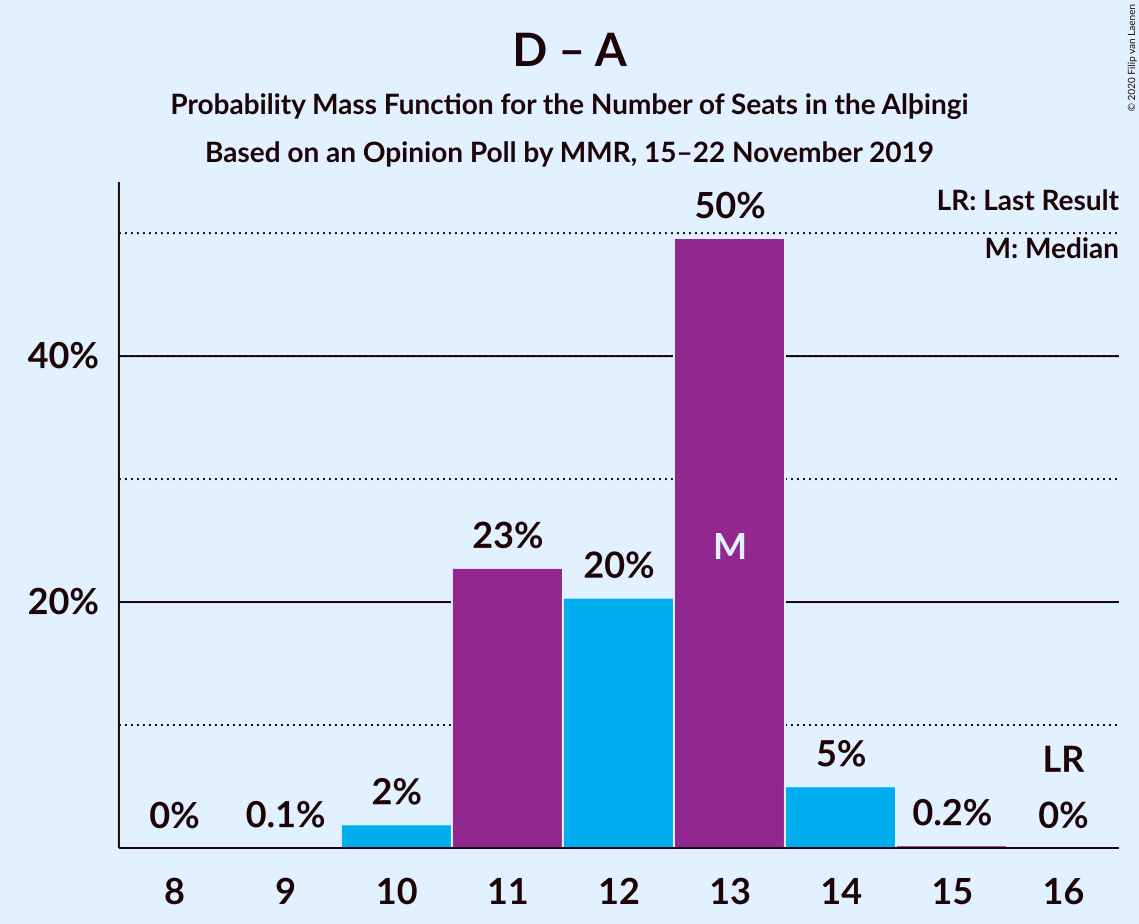 D – A
Probability Mass Function for the Number of Seats in the Alþingi
Based on an Opinion Poll by MMR, 15–22 November 2019
© 2020 Filip van Laenen
LR: Last Result
M: Median
50%
40%
23%
20%
M
20%
5%
LR
2%
0%
0.1%
0.2%
0%
8 9 10 11 12 13 14 15 16